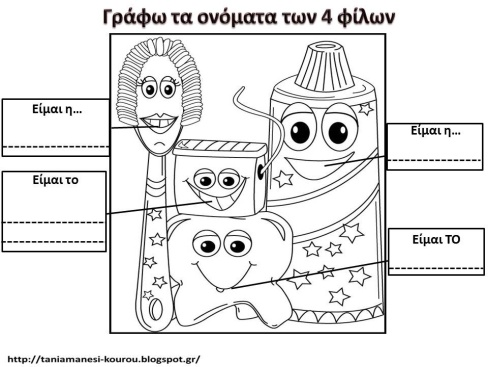 Γράφω τα ονόματα των 4 φίλων
Είμαι η...
Είμαι η...
Είμαι το
Είμαι ΤΟ
http://taniamanesi-kourou.blogspot.gr/